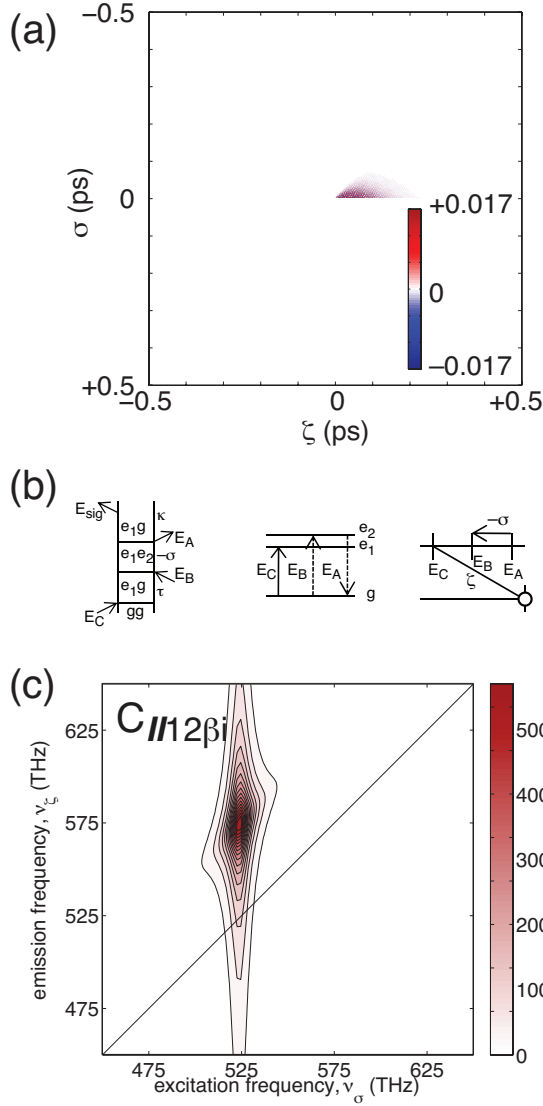 (a)
−0.5
0
+0.5
σ (ps)
−0.5
0
+0.5
ζ (ps)
+0.017
0
−0.017
(b)
E_sig
κ
e₁g
E_A
e₁e₂
−σ
E_B
e₁g
τ
E_C
gg
e₂
e₁
E_C
E_B
E_A
g
−σ
E_C
E_B
E_A
ζ
(c)
C_II12βi
625
575
525
475
emission frequency, ν_ζ (THz)
475
525
575
625
excitation frequency, ν_σ (THz)
500
400
300
200
100
0